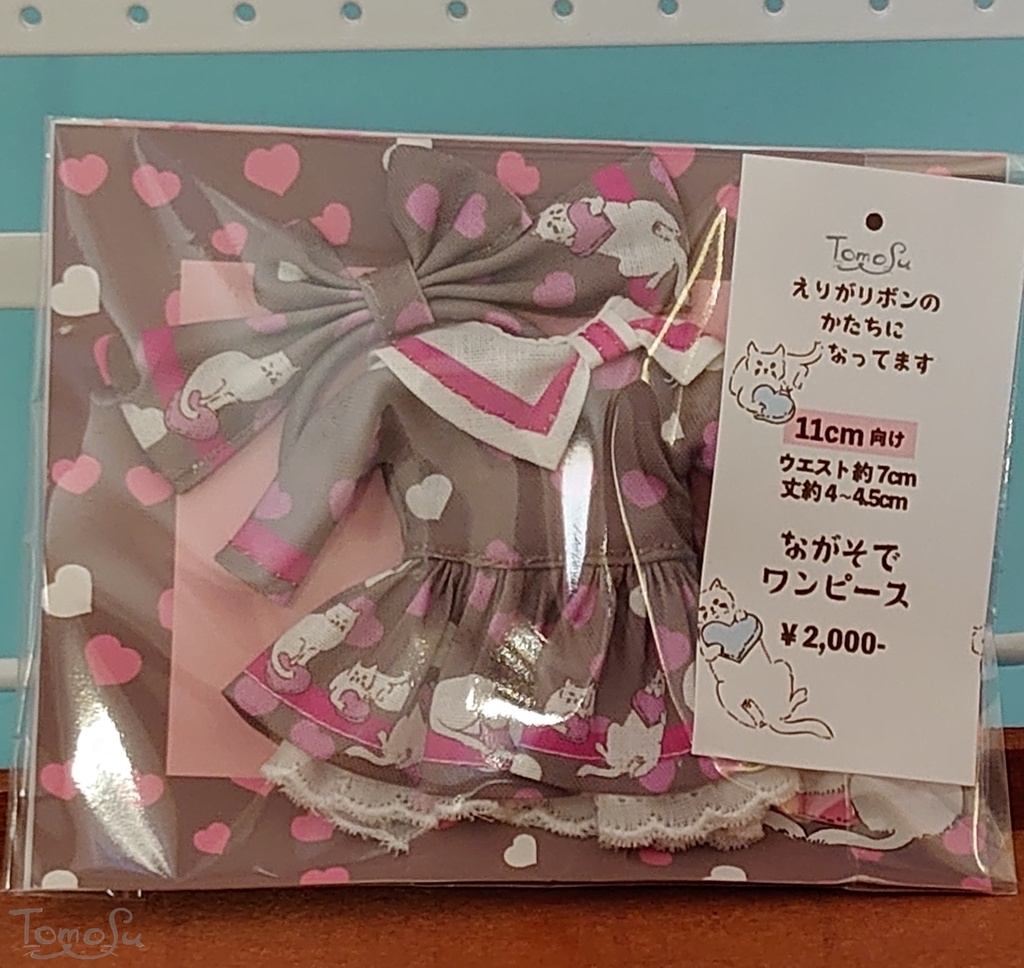 TomoSu
えりがリボンの
かたちに
なってます
11cm 向け
ウエスト約7cm
丈約4~4.5cm
ながそで
ワンピース
¥2,000-
TomoSu